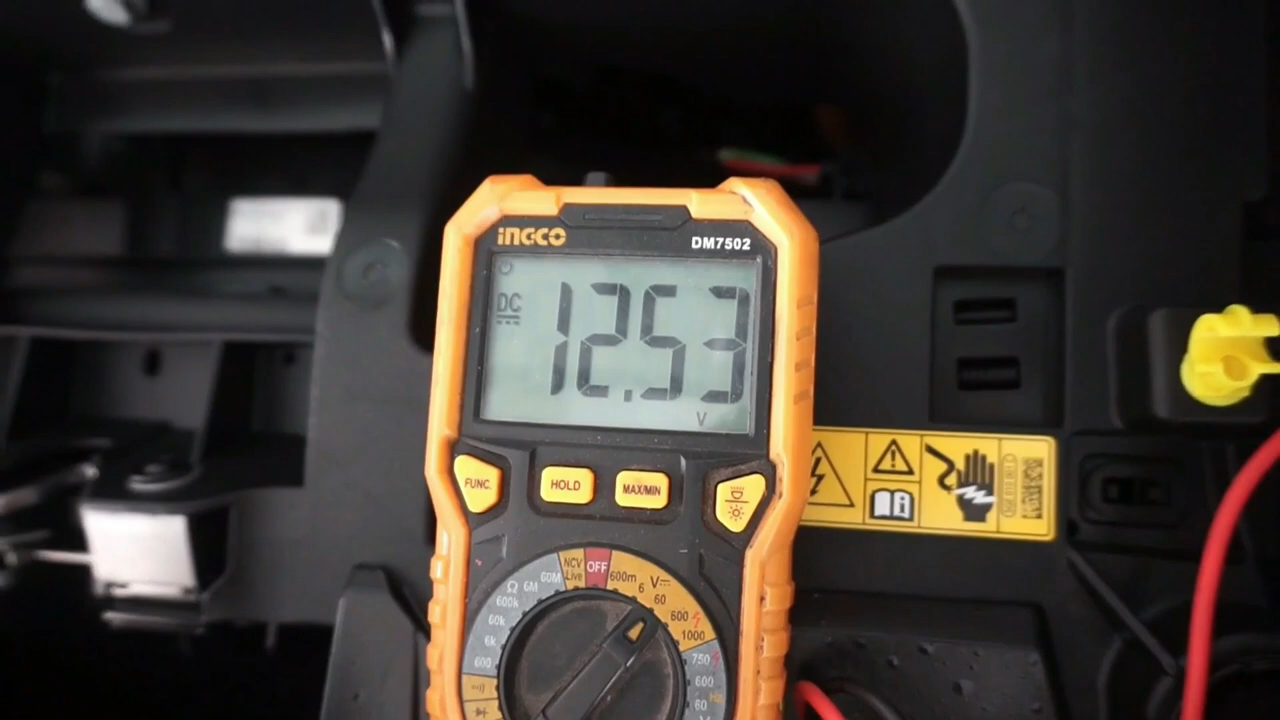 INGCO
DM7502
DC
12.53
V
FUNC.
HOLD
MAX/MIN
NCV
Live
OFF
600m
6
V
60
600
1000
750
600
Hz
60
Ω
60M
6M
600k
60k
6k
600